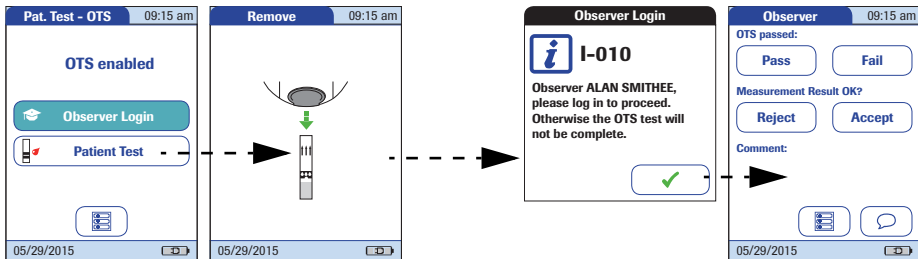 Pat. Test - OTS 09:15 am
OTS enabled
Observer Login
Patient Test
05/29/2015
Remove 09:15 am
05/29/2015
Observer Login
I-010
Observer ALAN SMITHEE,
please log in to proceed.
Otherwise the OTS test will
not be complete.
Observer 09:15 am
OTS passed:
Pass Fail
Measurement Result OK?
Reject Accept
Comment:
05/29/2015